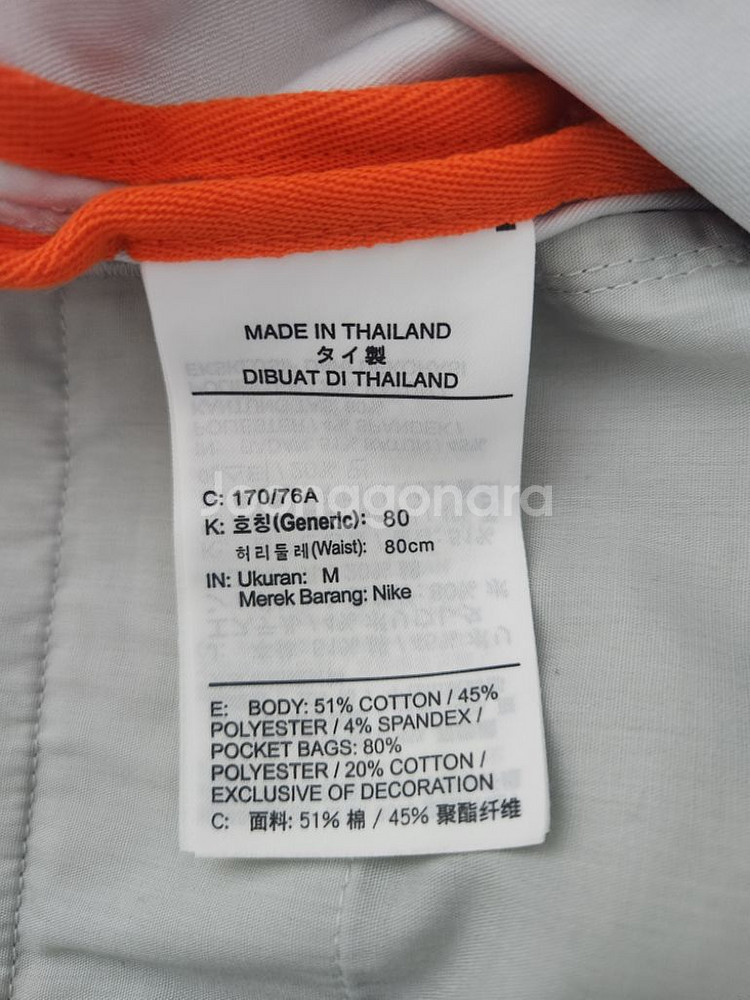 MADE IN THAILAND
タイ製
DIBUAT DI THAILAND
C: 170/76A
Joonggonara
K: 호칭(Generic): 80
허리둘레(Waist): 80cm
IN: Ukuran: M
Merek Barang: Nike
E: BODY: 51% COTTON / 45%
POLYESTER / 4% SPANDEX /
POCKET BAGS: 80%
POLYESTER / 20% COTTON /
EXCLUSIVE OF DECORATION
C: 面料: 51% 棉 / 45% 聚酯纤维